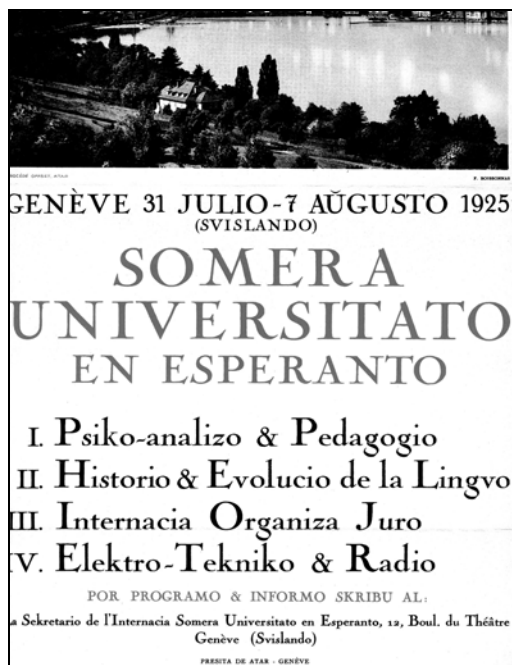 F. BOISSONNAS
GENÈVE 31 JULIO-7 AŬGUSTO 1925
(SVISLANDO)
SOMERA
UNIVERSITATO
EN ESPERANTO
I. Psiko-analizo & Pedagogio
II. Historio & Evolucio de la Lingvo
III. Internacia Organiza Juro
IV. Elektro-Tekniko & Radio
POR PROGRAMO & INFORMO SKRIBU AL:
La Sekretario de l'Internacia Somera Universitato en Esperanto, 12, Boul. du Théâtre
Genève (Svislando)
PRESITA DE ATAR - GENÈVE